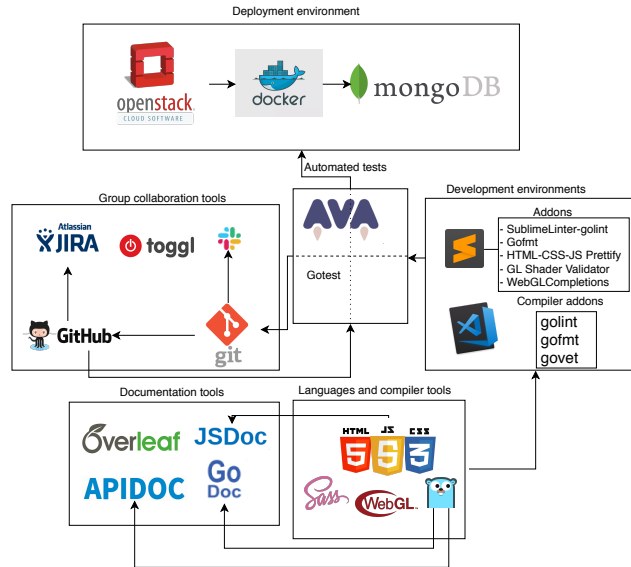 Deployment environment
openstack.
CLOUD SOFTWARE
docker
mongoDB
Automated tests
Group collaboration tools
Development environments
Atlassian
JIRA
toggl
AVA
Addons
- SublimeLinter-golint
- Gofmt
- HTML-CSS-JS Prettify
- GL Shader Validator
- WebGLCompletions
Gotest
GitHub
git
Compiler addons
golint
gofmt
govet
Documentation tools
Languages and compiler tools
Overleaf
JSDoc
HTML
JS
CSS
5
S
3
APIDOC
Go
Doc
Sass
WebGL